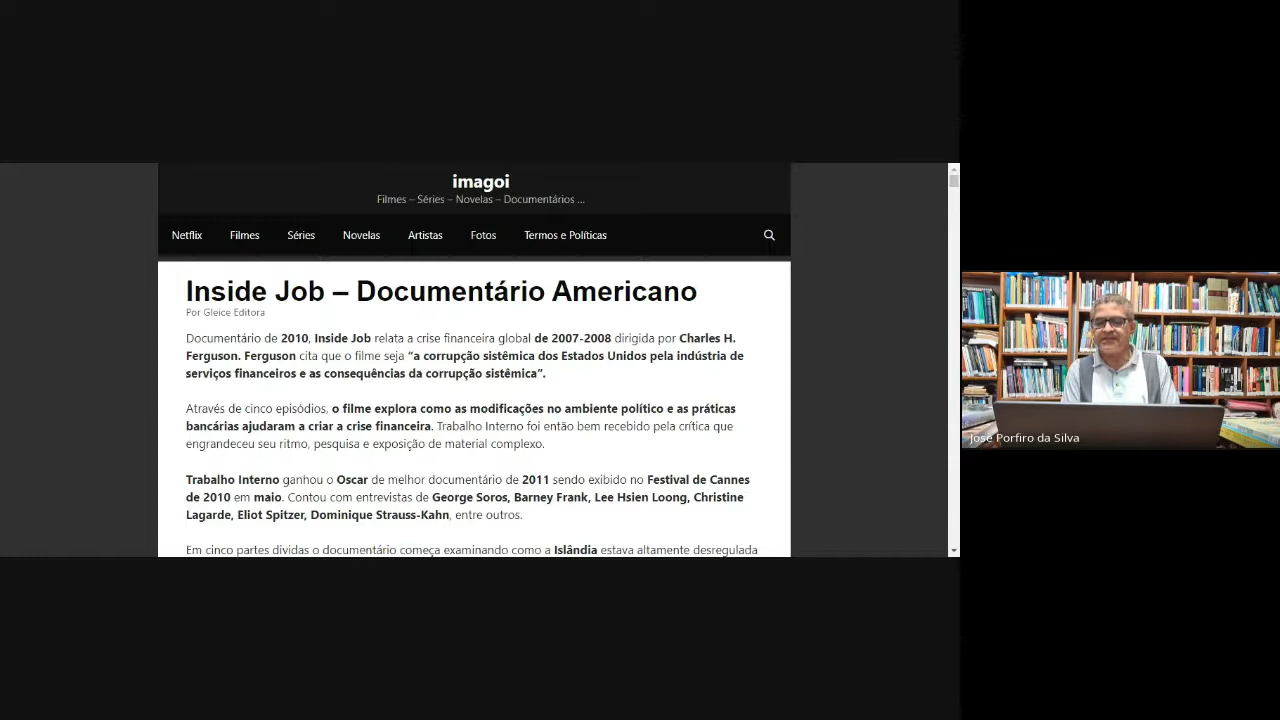 imagoi
Filmes – Séries – Novelas – Documentários ...
Netflix Filmes Séries Novelas Artistas Fotos Termos e Políticas
Inside Job – Documentário Americano
Por Gleice Editora
Documentário de 2010, Inside Job relata a crise financeira global de 2007-2008 dirigida por Charles H.
Ferguson. Ferguson cita que o filme seja “a corrupção sistêmica dos Estados Unidos pela indústria de
serviços financeiros e as consequências da corrupção sistêmica”.
Através de cinco episódios, o filme explora como as modificações no ambiente político e as práticas
bancárias ajudaram a criar a crise financeira. Trabalho Interno foi então bem recebido pela crítica que
engrandeceu seu ritmo, pesquisa e exposição de material complexo.
Trabalho Interno ganhou o Oscar de melhor documentário de 2011 sendo exibido no Festival de Cannes
de 2010 em maio. Contou com entrevistas de George Soros, Barney Frank, Lee Hsien Loong, Christine
Lagarde, Eliot Spitzer, Dominique Strauss-Kahn, entre outros.
Em cinco partes dividas o documentário começa examinando como a Islândia estava altamente desregulada
José Porfiro da Silva